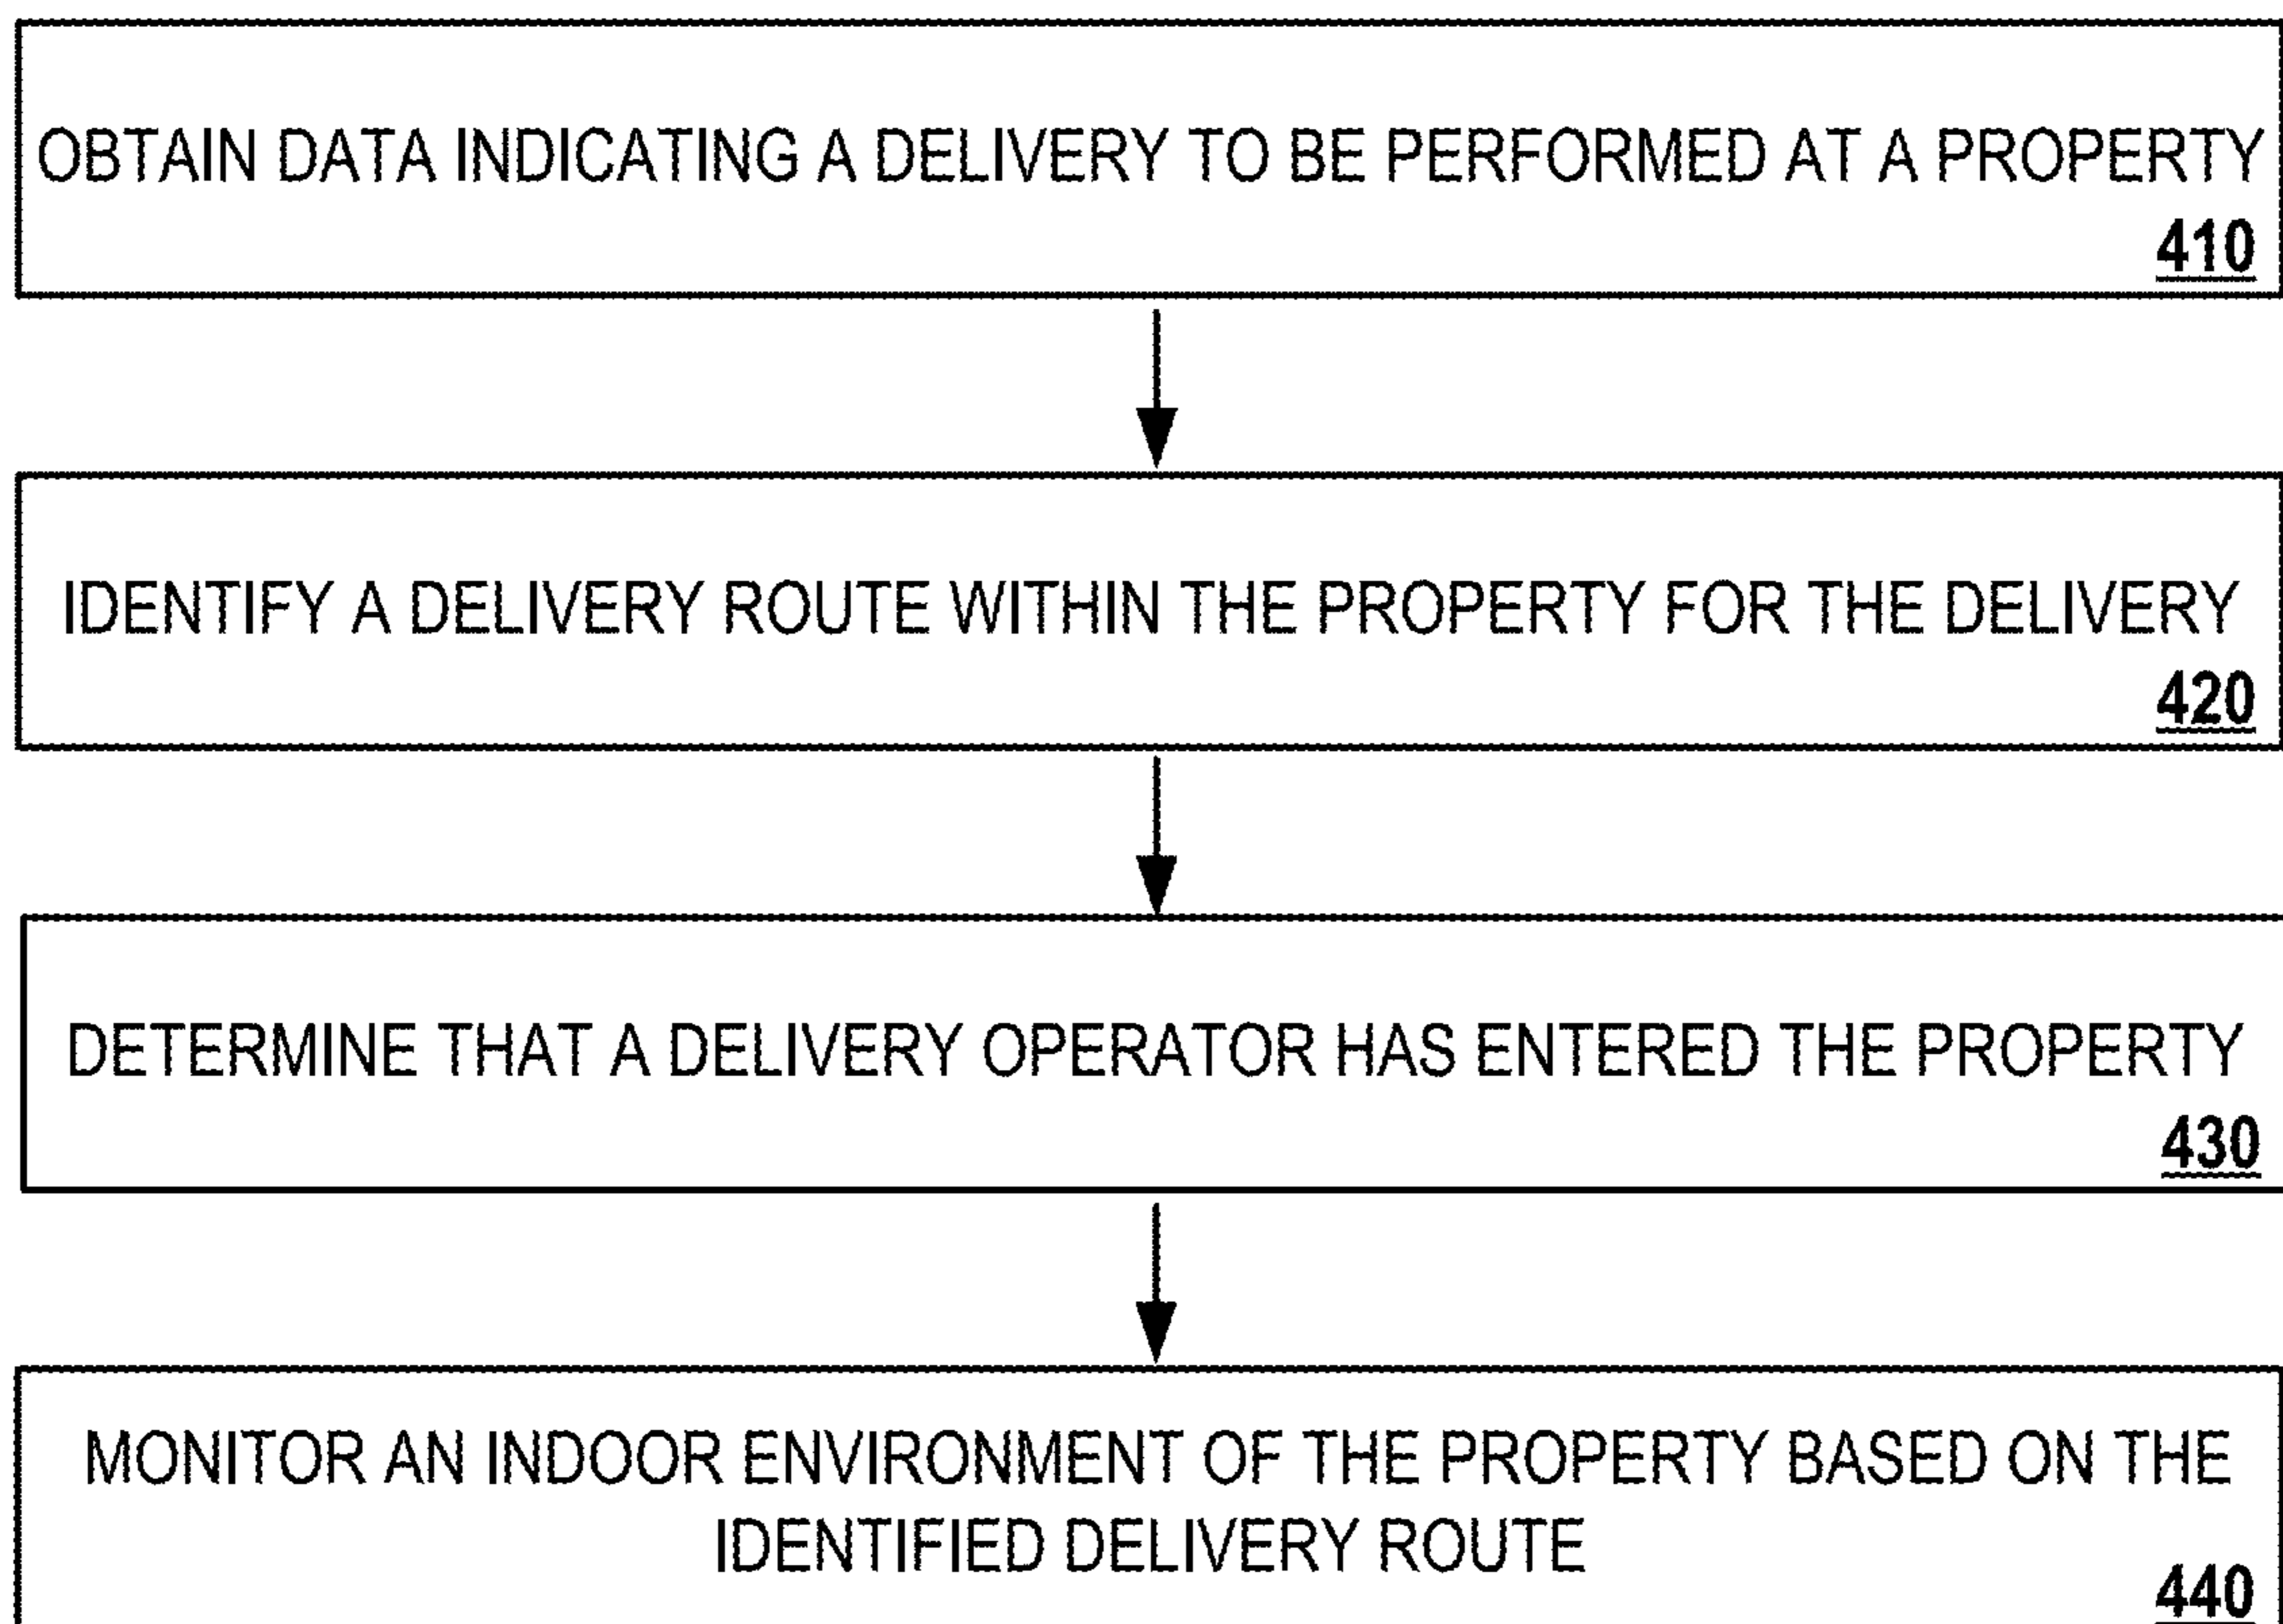 OBTAIN DATA INDICATING A DELIVERY TO BE PERFORMED AT A PROPERTY
410
IDENTIFY A DELIVERY ROUTE WITHIN THE PROPERTY FOR THE DELIVERY
420
DETERMINE THAT A DELIVERY OPERATOR HAS ENTERED THE PROPERTY
430
MONITOR AN INDOOR ENVIRONMENT OF THE PROPERTY BASED ON THE
IDENTIFIED DELIVERY ROUTE
440